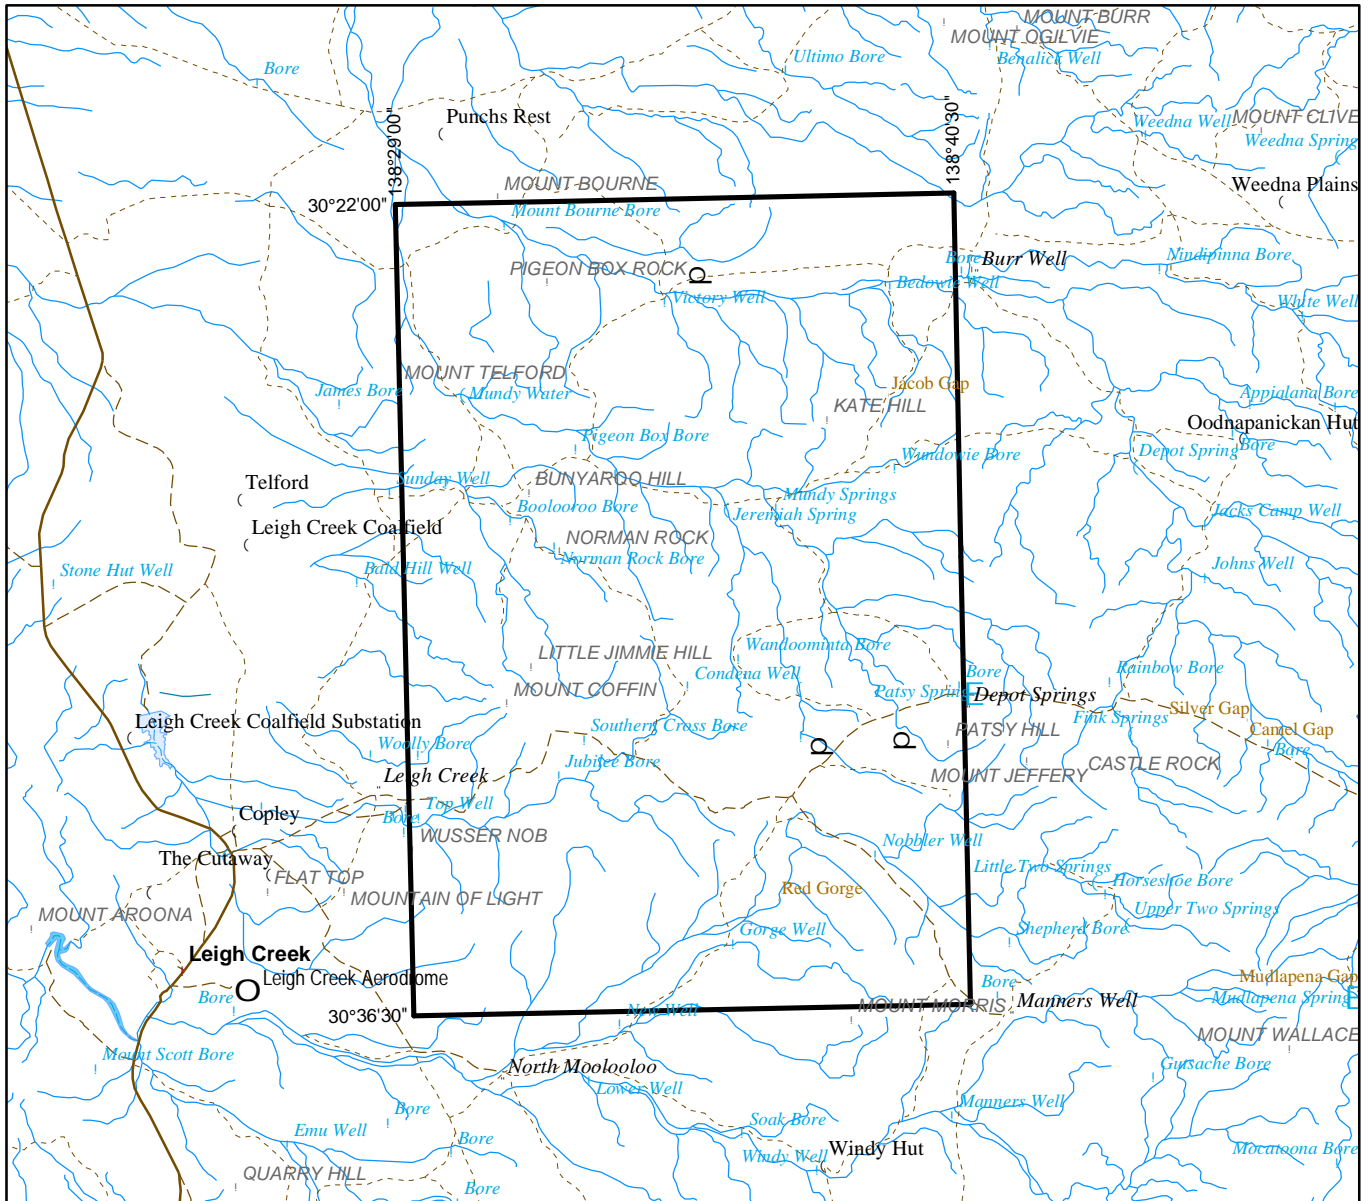 MOUNT BURR
MOUNT OGILVIE
Ultimo Bore
Benalick Well
Bore
Punchs Rest
138°29'00"
138°40'30"
Weedna Well
MOUNT CLIVE
Weedna Spring
MOUNT BOURNE
Weedna Plains
30°22'00"
Mount Bourne Bore
Bore
Burr Well
Nindipinna Bore
PIGEON BOX ROCK
Bedowie Well
Victory Well
White Well
MOUNT TELFORD
Jacob Gap
James Bore
Mundy Water
Appialana Bore
KATE HILL
Oodnapanickan Hut
Pigeon Box Bore
Bore
Wundowie Bore
Depot Spring
Sunday Well
BUNYAROO HILL
Telford
Mundy Springs
Boolooroo Bore
Jeremiah Spring
Jacks Camp Well
Leigh Creek Coalfield
NORMAN ROCK
Norman Rock Bore
Stone Hut Well
Bald Hill Well
Johns Well
Wandoominta Bore
LITTLE JIMMIE HILL
Condena Well
Bore
Rainbow Bore
MOUNT COFFIN
Patsy Spring
Depot Springs
Silver Gap
Leigh Creek Coalfield Substation
Southern Cross Bore
Fink Springs
PATSY HILL
Camel Gap
Woolly Bore
Bore
Jubilee Bore
CASTLE ROCK
Leigh Creek
MOUNT JEFFERY
Top Well
Copley
Bore
WUSSER NOB
Nobbler Well
The Cutaway
Little Two Springs
FLAT TOP
Horseshoe Bore
MOUNTAIN OF LIGHT
Red Gorge
Upper Two Springs
MOUNT AROONA
Gorge Well
Shepherd Bore
Leigh Creek
Leigh Creek Aerodrome
Bore
Mudlapena Gap
Bore
Manners Well
Mudlapena Spring
30°36'30"
New Well
MOUNT MORRIS
MOUNT WALLACE
Mount Scott Bore
North Moolooloo
Gutsache Bore
Lower Well
Bore
Manners Well
Emu Well
Bore
Soak Bore
Windy Hut
Mocatoona Bore
Windy Well
QUARRY HILL
Bore